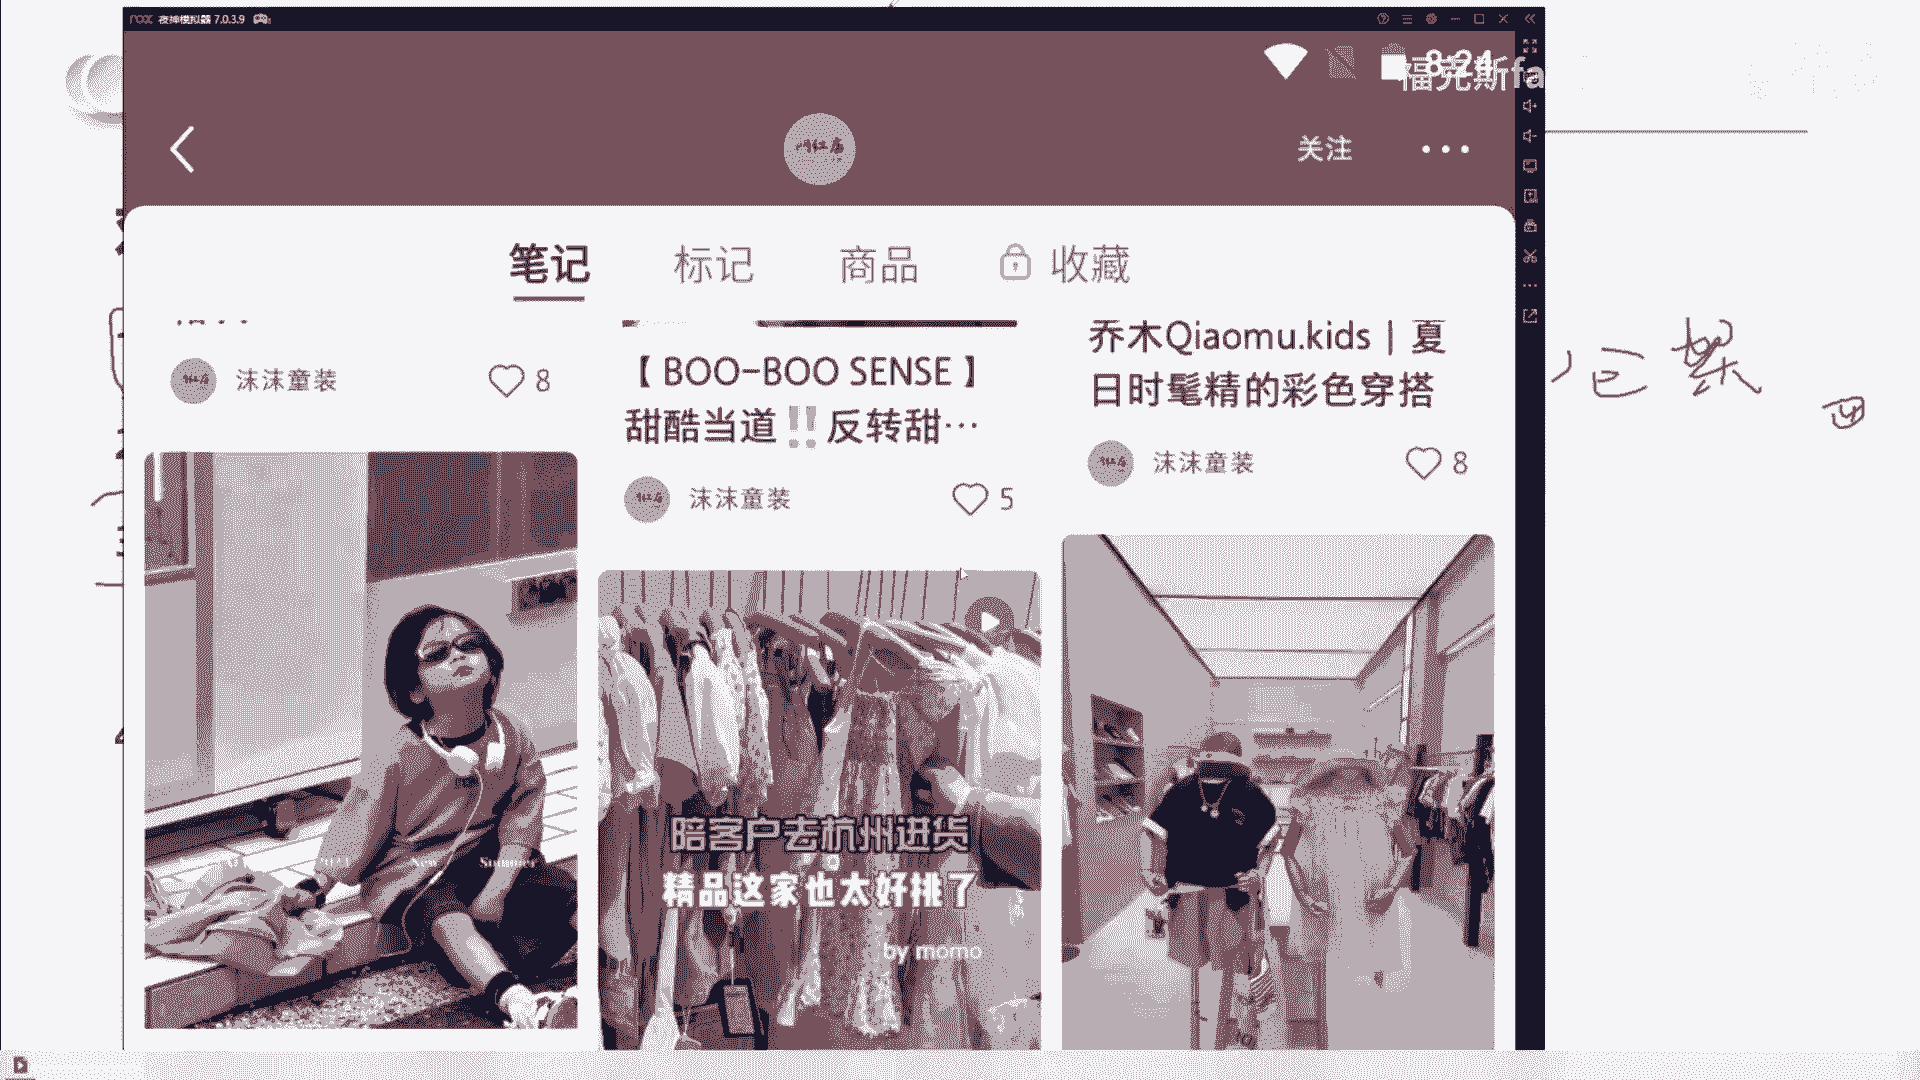 nox 夜神模拟器 7.0.3.9
8:24
福克斯fa
关注
笔记 标记 商品 收藏
沫沫童装 8
【 BOO-BOO SENSE 】
甜酷当道‼️反转甜…
沫沫童装 5
乔木Qiaomu.kids | 夏
日时髦精的彩色穿搭
沫沫童装 8
New Summer
陪客户去杭州进货
精品这家也太好挑了
by momo